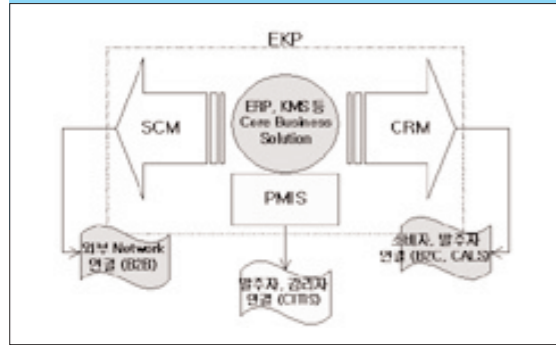 EKP
ERP, KMS 등
Core Business
Solution
SCM
CRM
PMIS
외부 Network
연결 (B2B)
소비자, 발주자
연결 (B2C, CALS)
발주자, 감리자
연결 (CITIS)